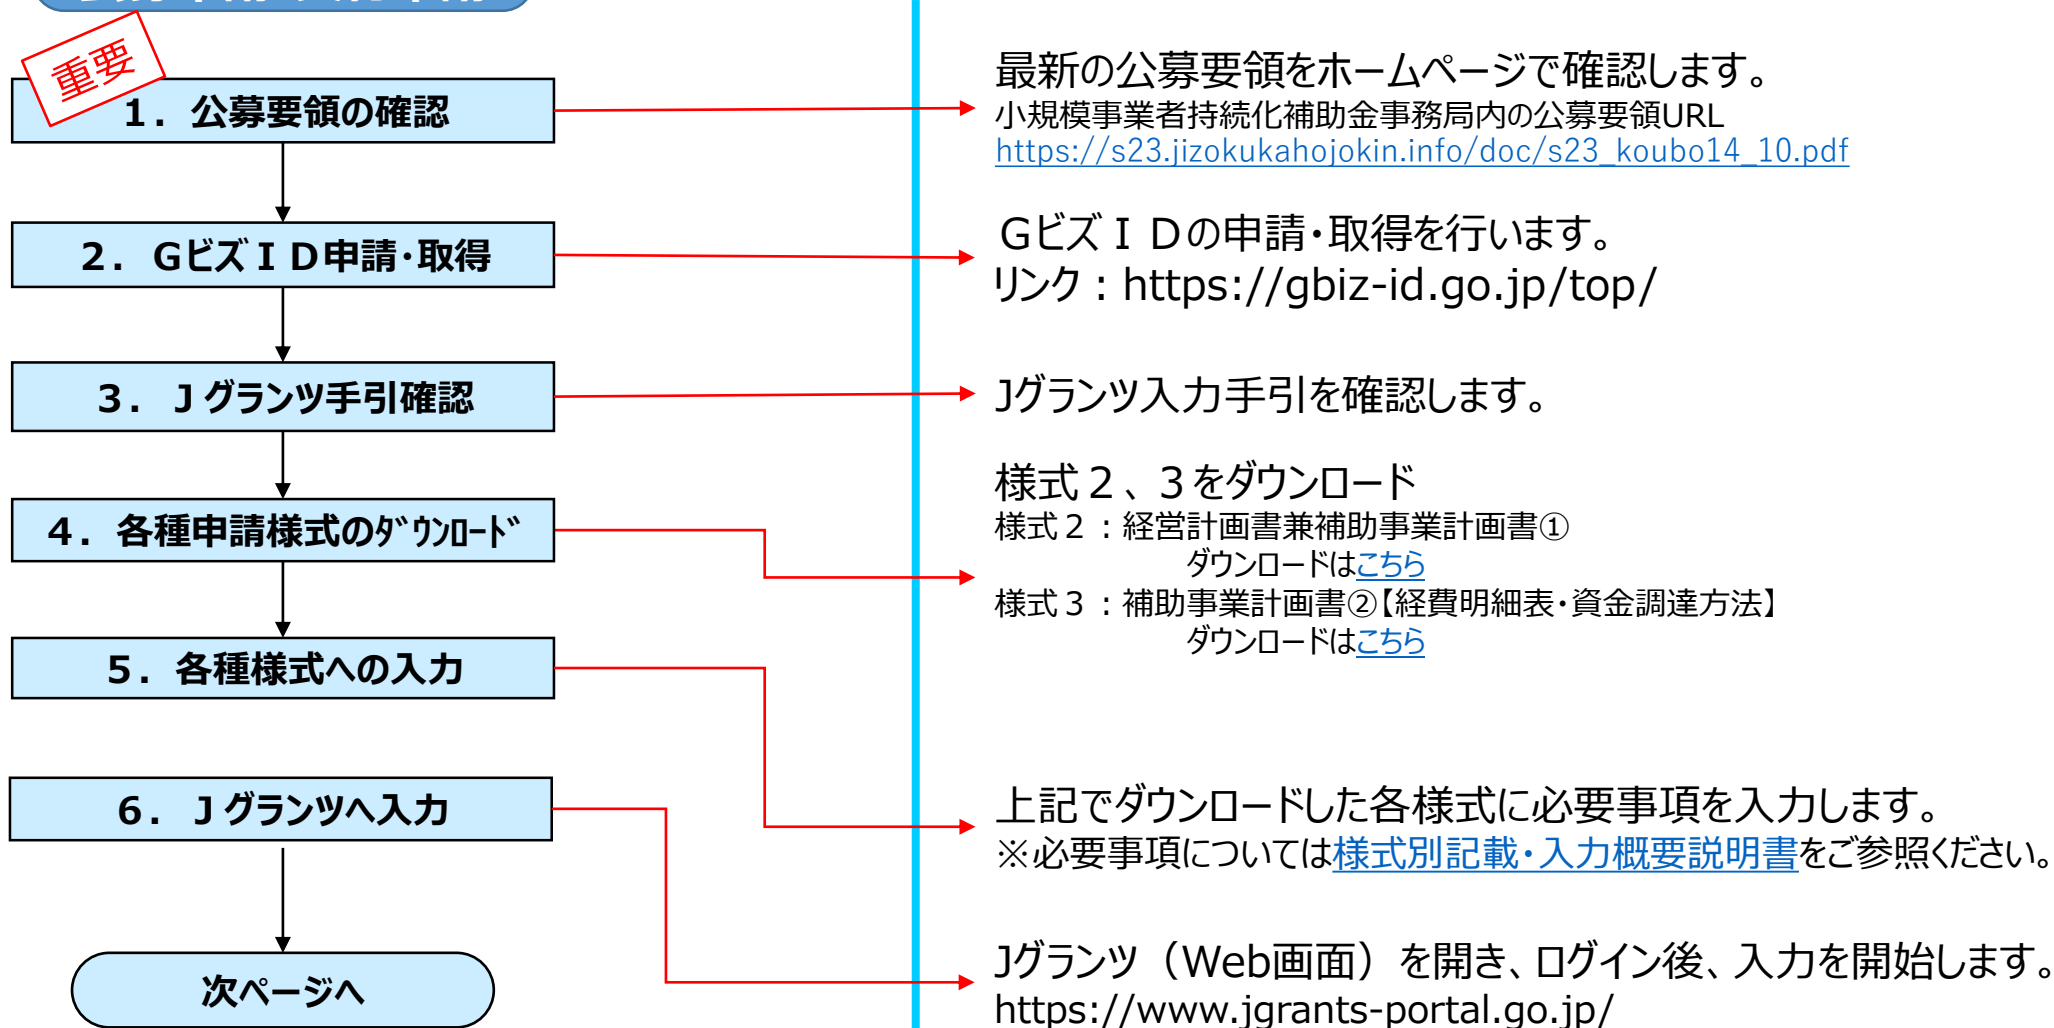 重要
1．公募要領の確認
最新の公募要領をホームページで確認します。
小規模事業者持続化補助金事務局内の公募要領URL
https://s23.jizokukahojokin.info/doc/s23_koubo14_10.pdf
2．GビズＩＤ申請・取得
GビズＩＤの申請・取得を行います。
リンク：https://gbiz-id.go.jp/top/
3．Ｊグランツ手引確認
Jグランツ入力手引を確認します。
4．各種申請様式のﾀﾞｳﾝﾛｰﾄﾞ
様式２、３をダウンロード
様式２：経営計画書兼補助事業計画書①
ダウンロードはこちら
様式３：補助事業計画書②【経費明細表・資金調達方法】
ダウンロードはこちら
5．各種様式への入力
上記でダウンロードした各様式に必要事項を入力します。
※必要事項については様式別記載・入力概要説明書をご参照ください。
6．Ｊグランツへ入力
Jグランツ（Web画面）を開き、ログイン後、入力を開始します。
https://www.jgrants-portal.go.jp/
次ページへ